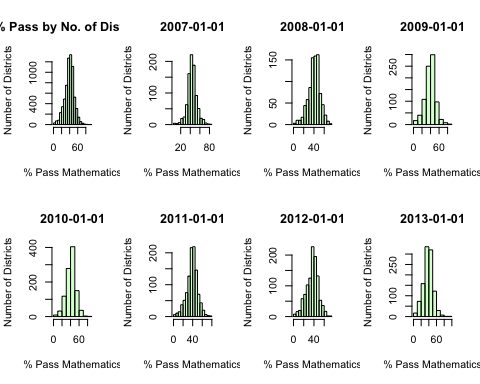 % Pass by No. of Dis
2007-01-01
2008-01-01
2009-01-01
Number of Districts
0 400 1200
0 60
% Pass Mathematics
Number of Districts
0 100 200
20 80
% Pass Mathematics
Number of Districts
0 50 150
0 40
% Pass Mathematics
Number of Districts
0 100 250
0 60
% Pass Mathematics
2010-01-01
2011-01-01
2012-01-01
2013-01-01
Number of Districts
0 200 400
0 60
% Pass Mathematics
Number of Districts
0 100 200
0 40
% Pass Mathematics
Number of Districts
0 100 200
0 40
% Pass Mathematics
Number of Districts
0 100 250
0 60
% Pass Mathematics